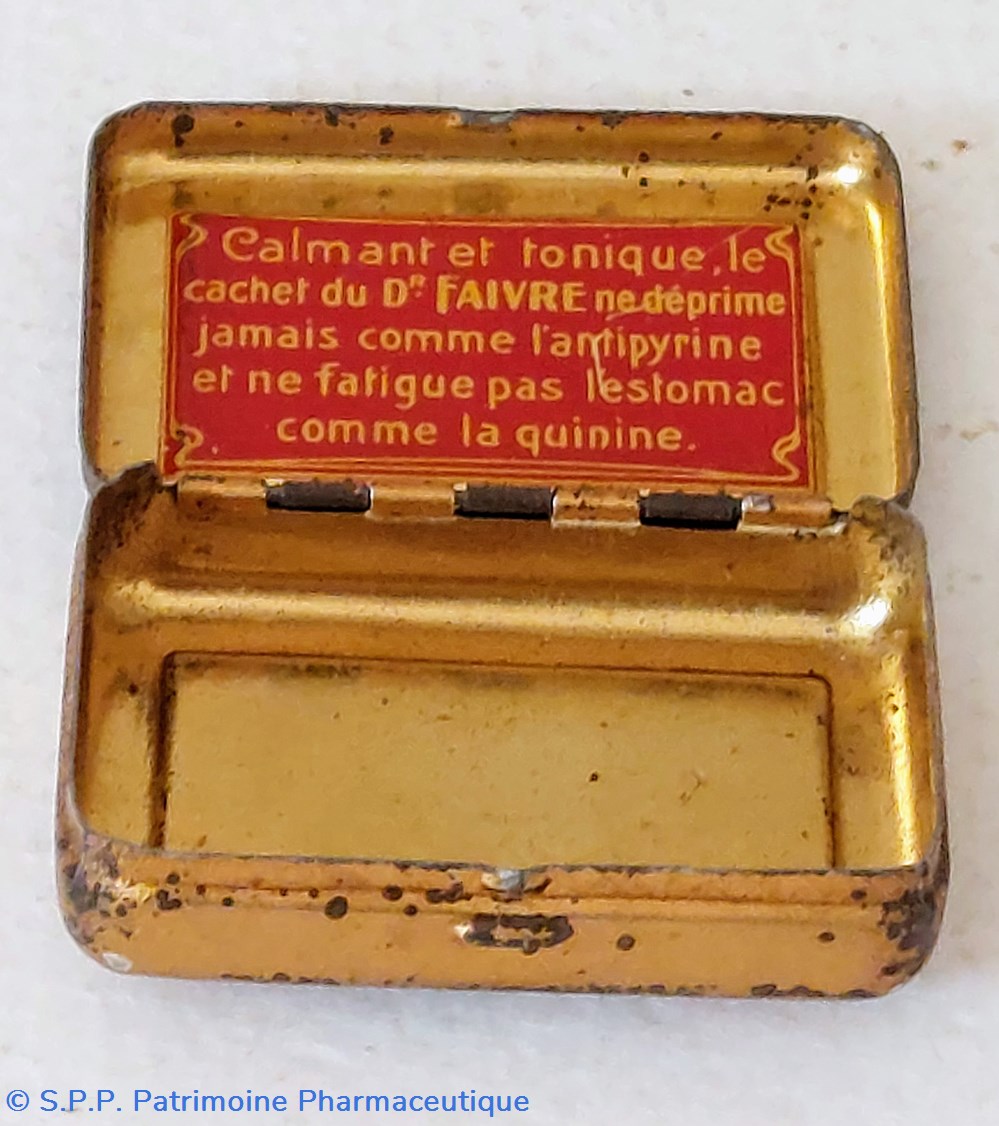 Calmant et tonique, le
cachet du Dʳ FAIVRE ne déprime
jamais comme l'antipyrine
et ne fatigue pas l'estomac
comme la quinine.
© S.P.P. Patrimoine Pharmaceutique